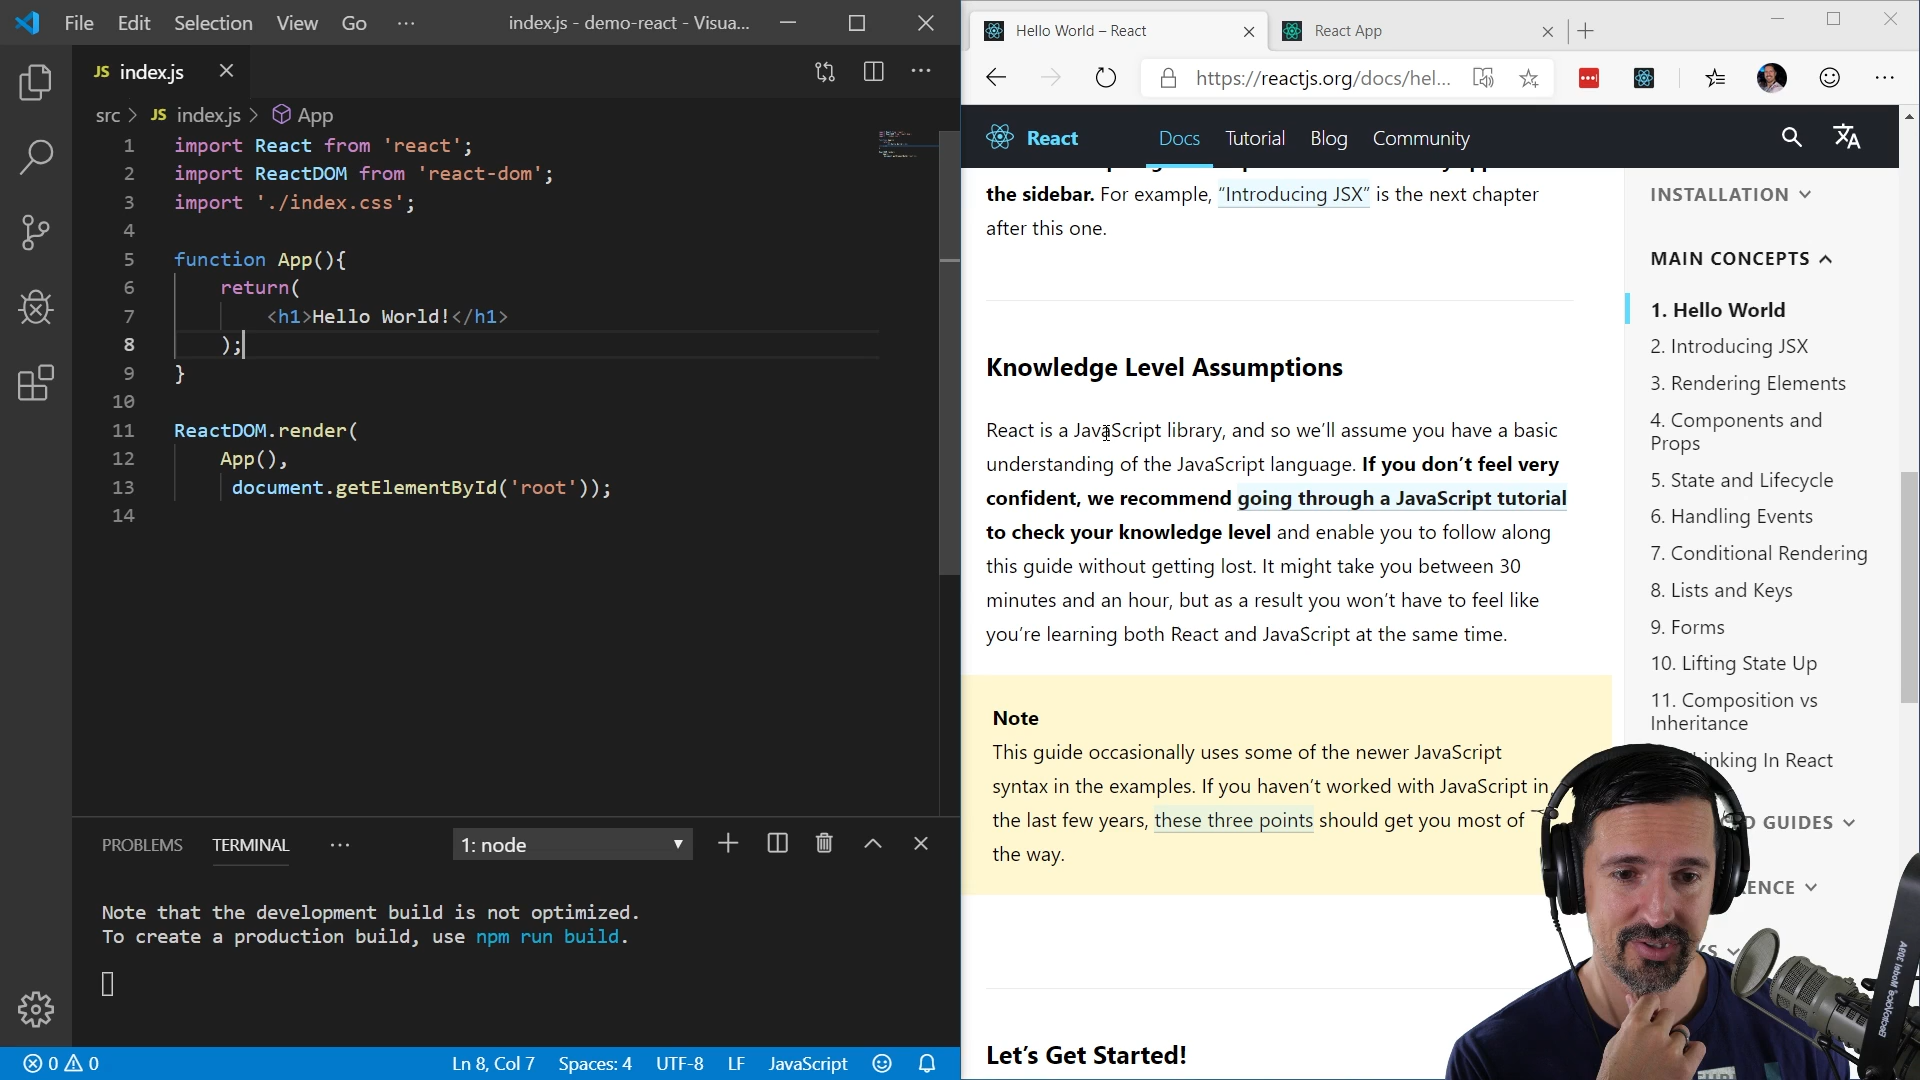 File Edit Selection View Go ··· index.js - demo-react - Visua...
JS index.js
src > JS index.js > App
1 import React from 'react';
2 import ReactDOM from 'react-dom';
3 import './index.css';
4
5 function App(){
6 return(
7 <h1>Hello World!</h1>
8 );
9 }
10
11 ReactDOM.render(
12 App(),
13 document.getElementById('root'));
14
PROBLEMS TERMINAL ··· 1: node
Note that the development build is not optimized.
To create a production build, use npm run build.
0 0 Ln 8, Col 7 Spaces: 4 UTF-8 LF JavaScript
Hello World – React React App
https://reactjs.org/docs/hel...
React Docs Tutorial Blog Community
the sidebar. For example, “Introducing JSX” is the next chapter
after this one.
Knowledge Level Assumptions
React is a JavaScript library, and so we’ll assume you have a basic
understanding of the JavaScript language. If you don’t feel very
confident, we recommend going through a JavaScript tutorial
to check your knowledge level and enable you to follow along
this guide without getting lost. It might take you between 30
minutes and an hour, but as a result you won’t have to feel like
you’re learning both React and JavaScript at the same time.
Note
This guide occasionally uses some of the newer JavaScript
syntax in the examples. If you haven’t worked with JavaScript in
the last few years, these three points should get you most of
the way.
Let’s Get Started!
INSTALLATION
MAIN CONCEPTS
1. Hello World
2. Introducing JSX
3. Rendering Elements
4. Components and
Props
5. State and Lifecycle
6. Handling Events
7. Conditional Rendering
8. Lists and Keys
9. Forms
10. Lifting State Up
11. Composition vs
Inheritance
inking In React
D GUIDES
ENCE